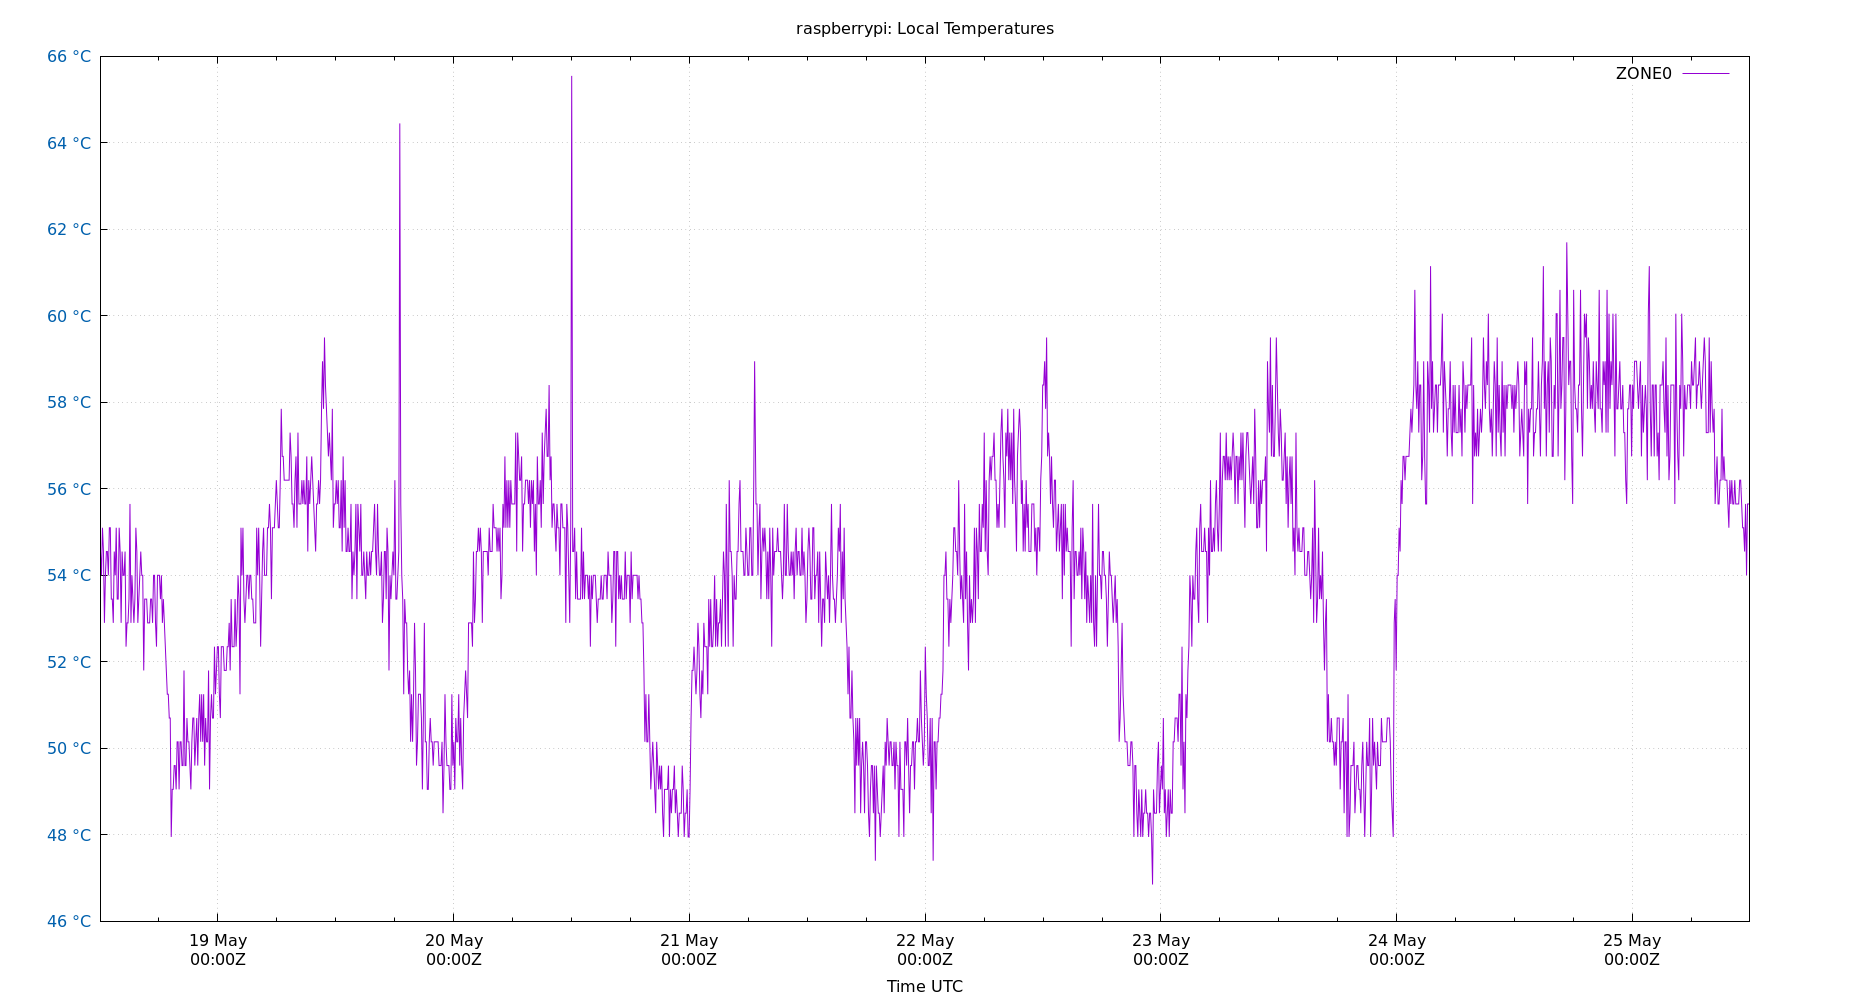 raspberrypi: Local Temperatures
66 °C
ZONE0
64 °C
62 °C
60 °C
58 °C
56 °C
54 °C
52 °C
50 °C
48 °C
46 °C
19 May 20 May 21 May 22 May 23 May 24 May 25 May
00:00Z 00:00Z 00:00Z 00:00Z 00:00Z 00:00Z 00:00Z
Time UTC